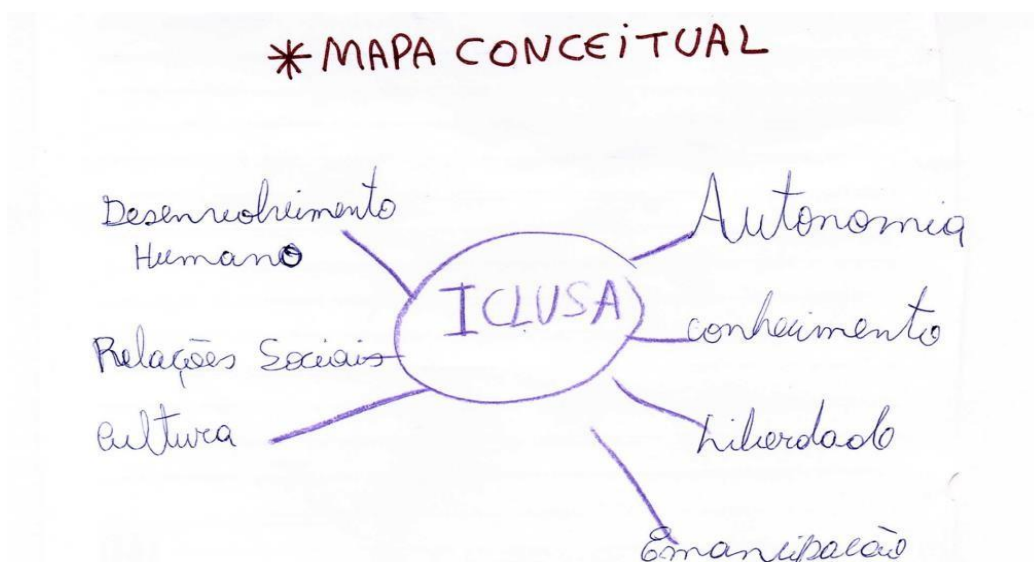 * MAPA CONCEITUAL
Desenvolvimento
Humano
Relações Sociais
Cultura
ICLUSA
Autonomia
conhecimento
Liberdade
Emancipação